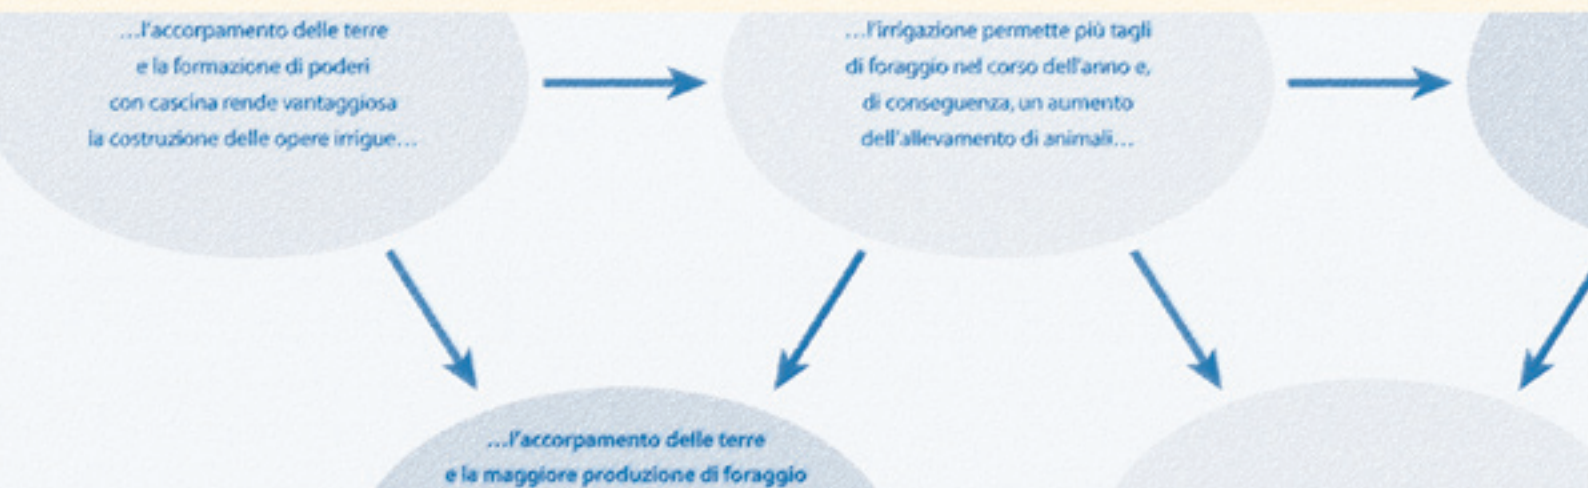 …l'accorpamento delle terre
e la formazione di poderi
con cascina rende vantaggiosa
la costruzione delle opere irrigue…
…l'irrigazione permette più tagli
di foraggio nel corso dell'anno e,
di conseguenza, un aumento
dell'allevamento di animali…
…l'accorpamento delle terre
e la maggiore produzione di foraggio